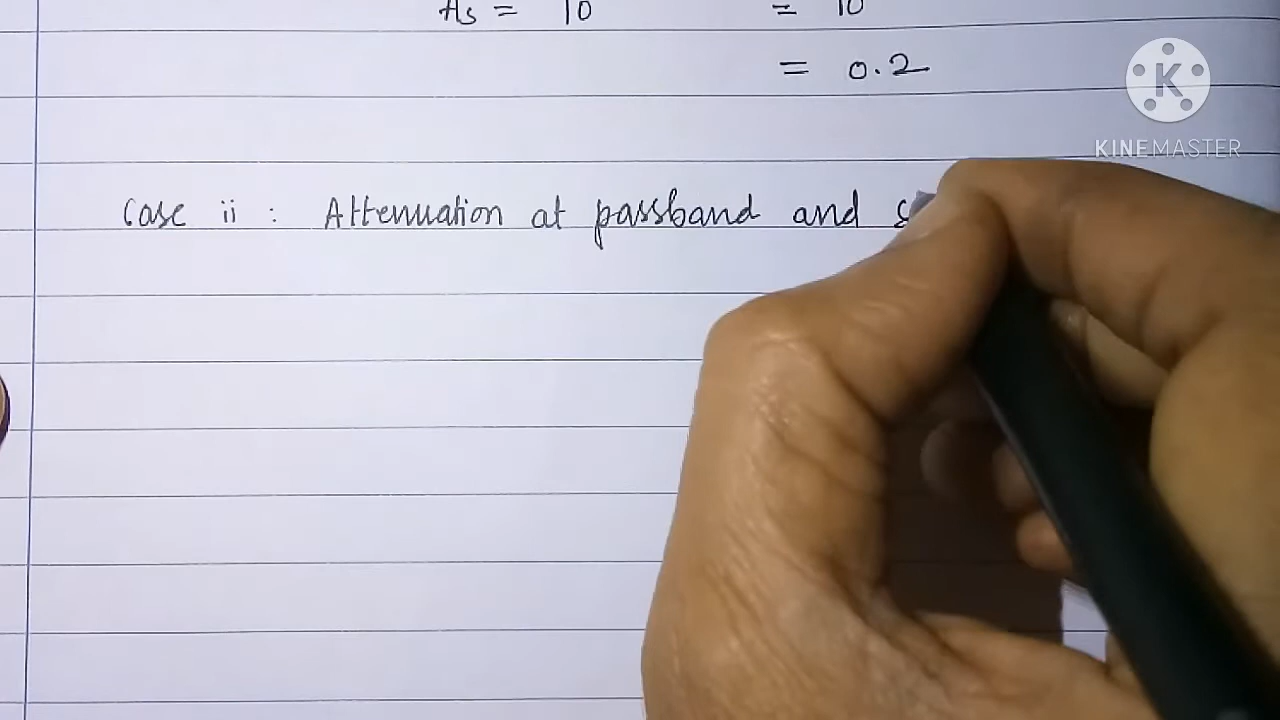 As = 10 = 10
= 0.2
K
KINEMASTER
Case ii : Attenuation at passband and